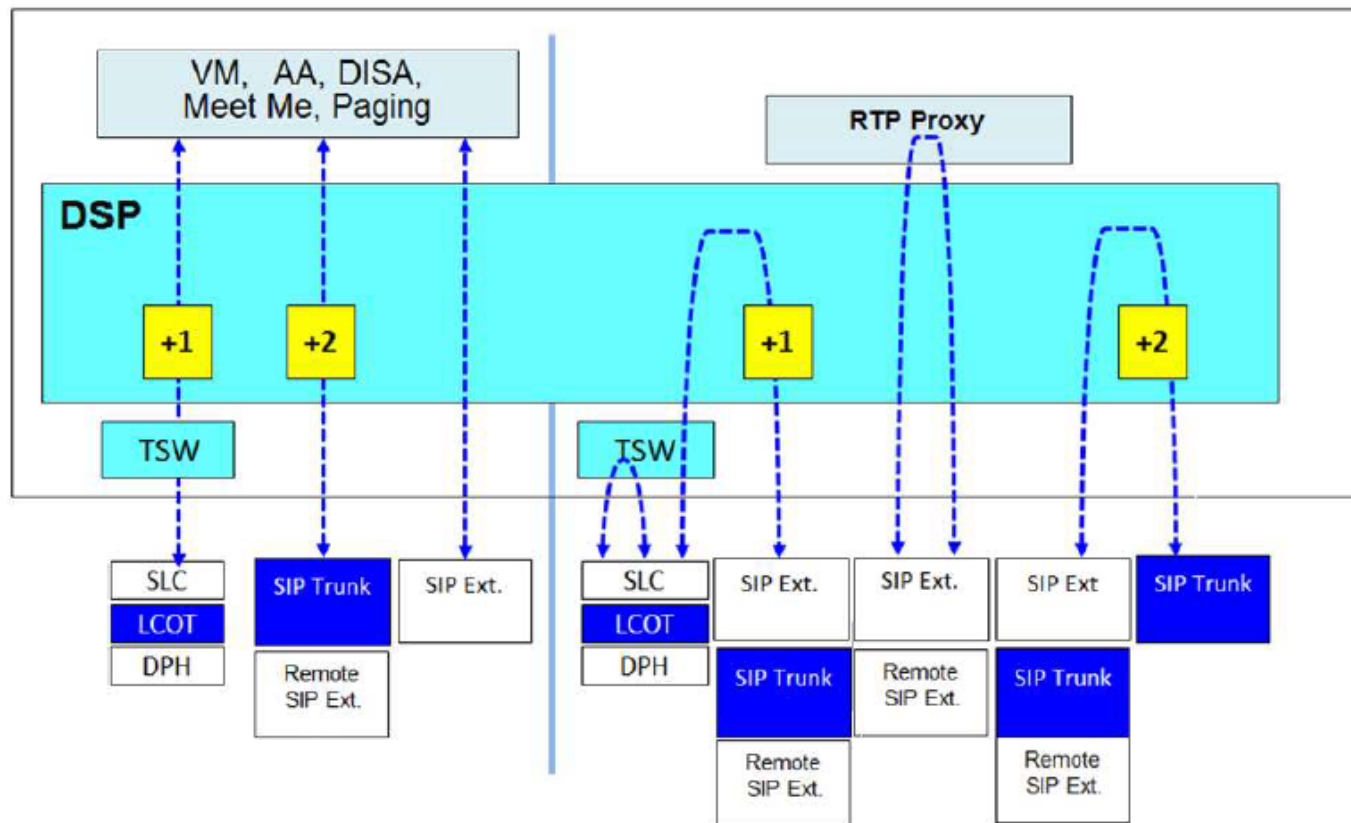 VM, AA, DISA,
Meet Me, Paging
RTP Proxy
DSP
+1
+2
+1
+2
TSW
TSW
SLC
LCOT
DPH
SIP Trunk
Remote
SIP Ext.
SIP Ext.
SLC
LCOT
DPH
SIP Ext.
SIP Trunk
Remote
SIP Ext.
SIP Ext.
Remote
SIP Ext.
SIP Ext
SIP Trunk
Remote
SIP Ext.
SIP Trunk